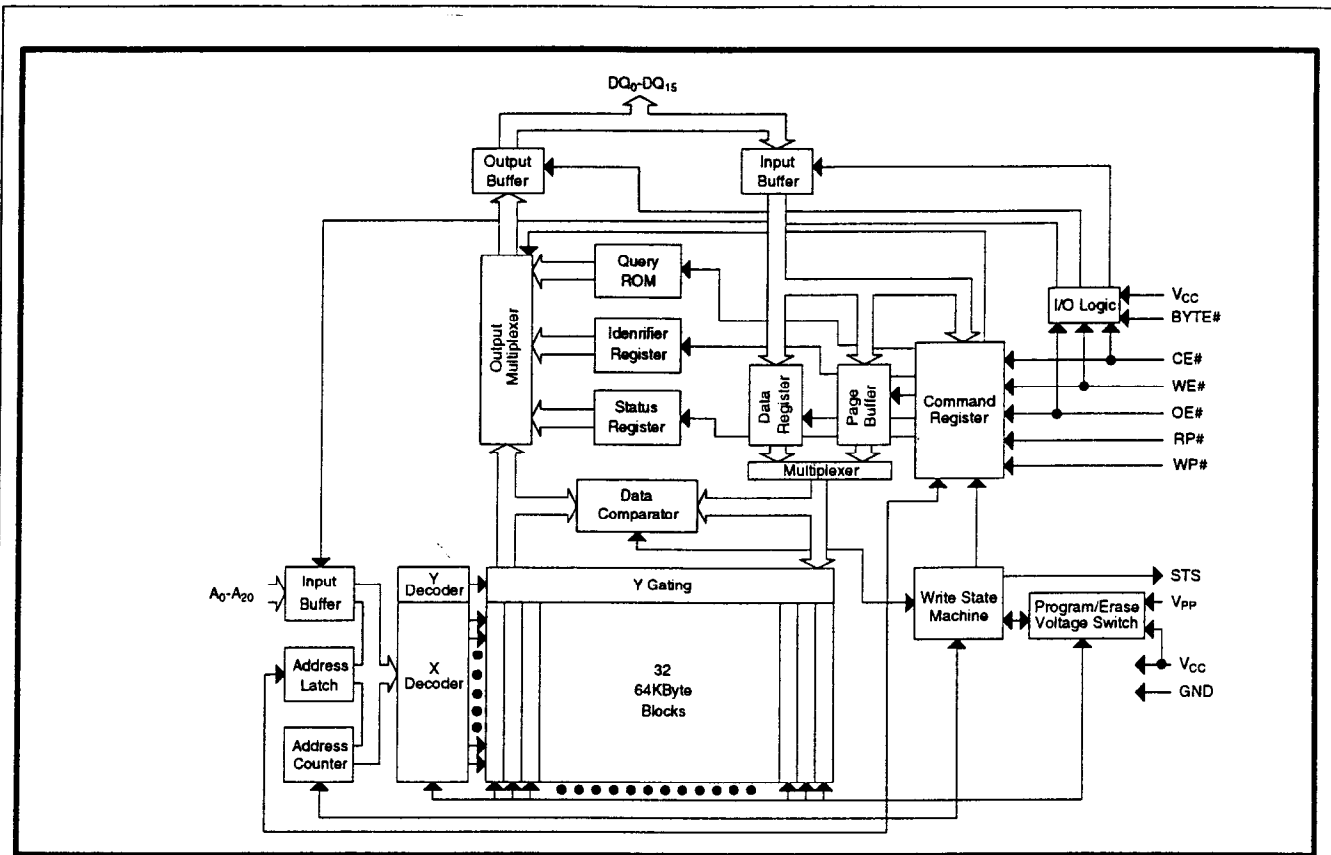 DQ0-DQ15
Output
Buffer
Input
Buffer
Output
Multiplexer
Query
ROM
Idenrifier
Register
Status
Register
Data
Register
Page
Buffer
Command
Register
I/O Logic
VCC
BYTE#
CE#
WE#
OE#
RP#
WP#
Multiplexer
Data
Comparator
A0-A20
Input
Buffer
Y
Decoder
Y Gating
Address
Latch
X
Decoder
32
64KByte
Blocks
Address
Counter
Write State
Machine
Program/Erase
Voltage Switch
STS
VPP
VCC
GND